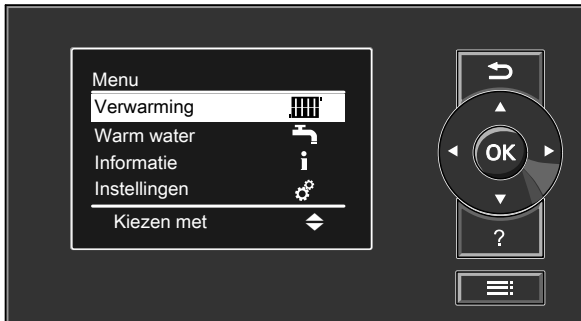 Menu
Verwarming
Warm water
Informatie
i
Instellingen
Kiezen met
OK
?